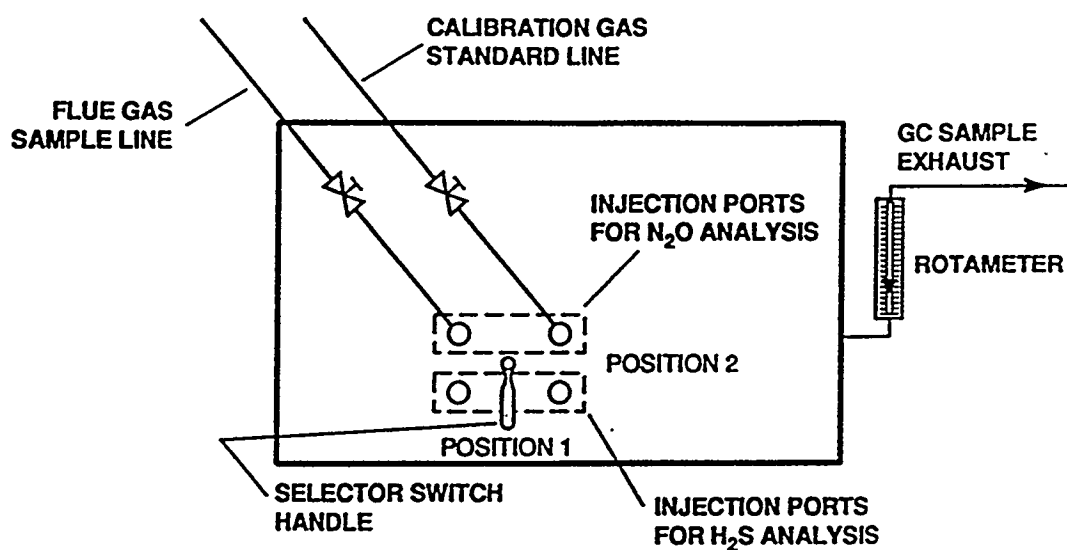 CALIBRATION GAS
STANDARD LINE
FLUE GAS
SAMPLE LINE
GC SAMPLE
EXHAUST
INJECTION PORTS
FOR N₂O ANALYSIS
ROTAMETER
POSITION 2
POSITION 1
SELECTOR SWITCH
HANDLE
INJECTION PORTS
FOR H₂S ANALYSIS